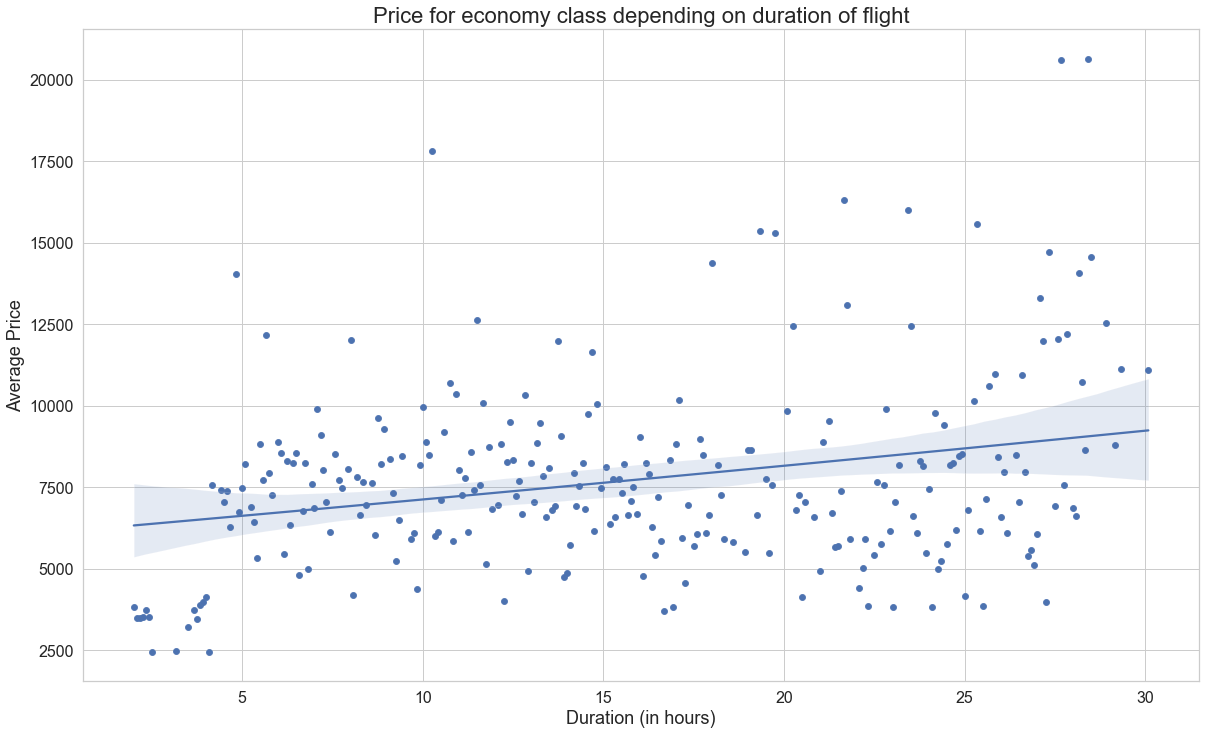 Price for economy class depending on duration of flight
20000
17500
15000
12500
10000
7500
5000
2500
Average Price
5 10 15 20 25 30
Duration (in hours)